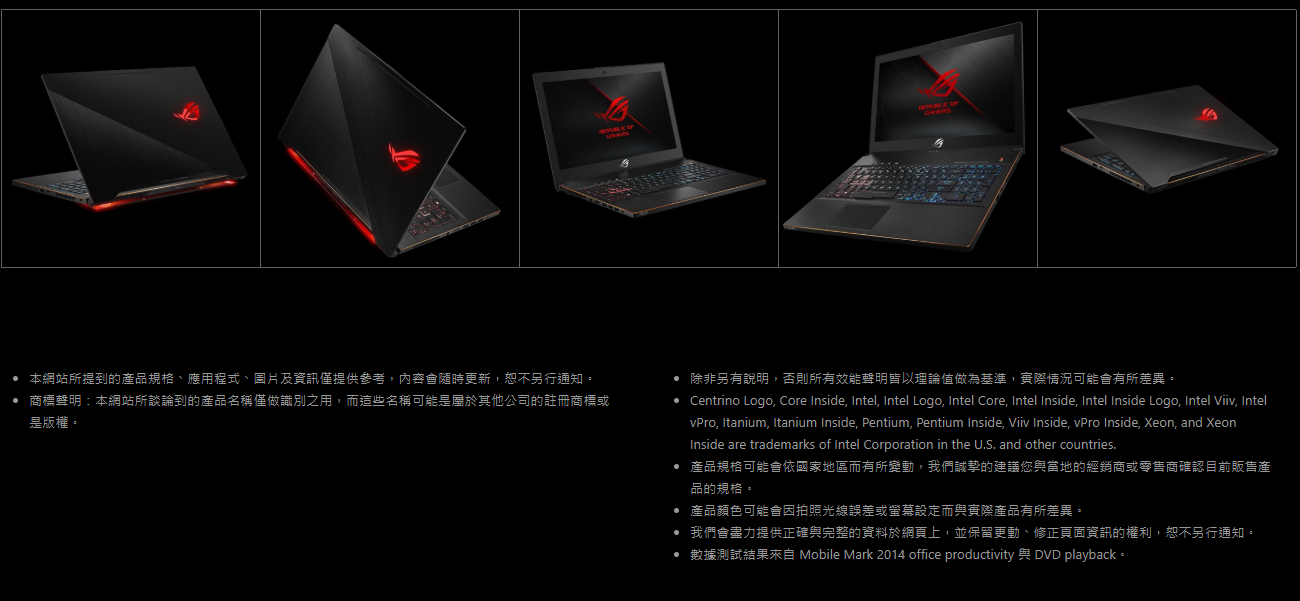 REPUBLIC OF
GAMERS
REPUBLIC OF
GAMERS
本網站所提到的產品規格、應用程式、圖片及資訊僅提供參考，內容會隨時更新，恕不另行通知。
商標聲明：本網站所談論到的產品名稱僅做識別之用，而這些名稱可能是屬於其他公司的註冊商標或
是版權。
除非另有說明，否則所有效能聲明皆以理論值做為基準，實際情況可能會有所差異。
Centrino Logo, Core Inside, Intel, Intel Logo, Intel Core, Intel Inside, Intel Inside Logo, Intel Viiv, Intel
vPro, Itanium, Itanium Inside, Pentium, Pentium Inside, Viiv Inside, vPro Inside, Xeon, and Xeon
Inside are trademarks of Intel Corporation in the U.S. and other countries.
產品規格可能會依國家地區而有所變動，我們誠摯的建議您與當地的經銷商或零售商確認目前販售產
品的規格。
產品顏色可能會因拍照光線誤差或螢幕設定而與實際產品有所差異。
我們會盡力提供正確與完整的資料於網頁上，並保留更動、修正頁面資訊的權利，恕不另行通知。
數據測試結果來自 Mobile Mark 2014 office productivity 與 DVD playback。